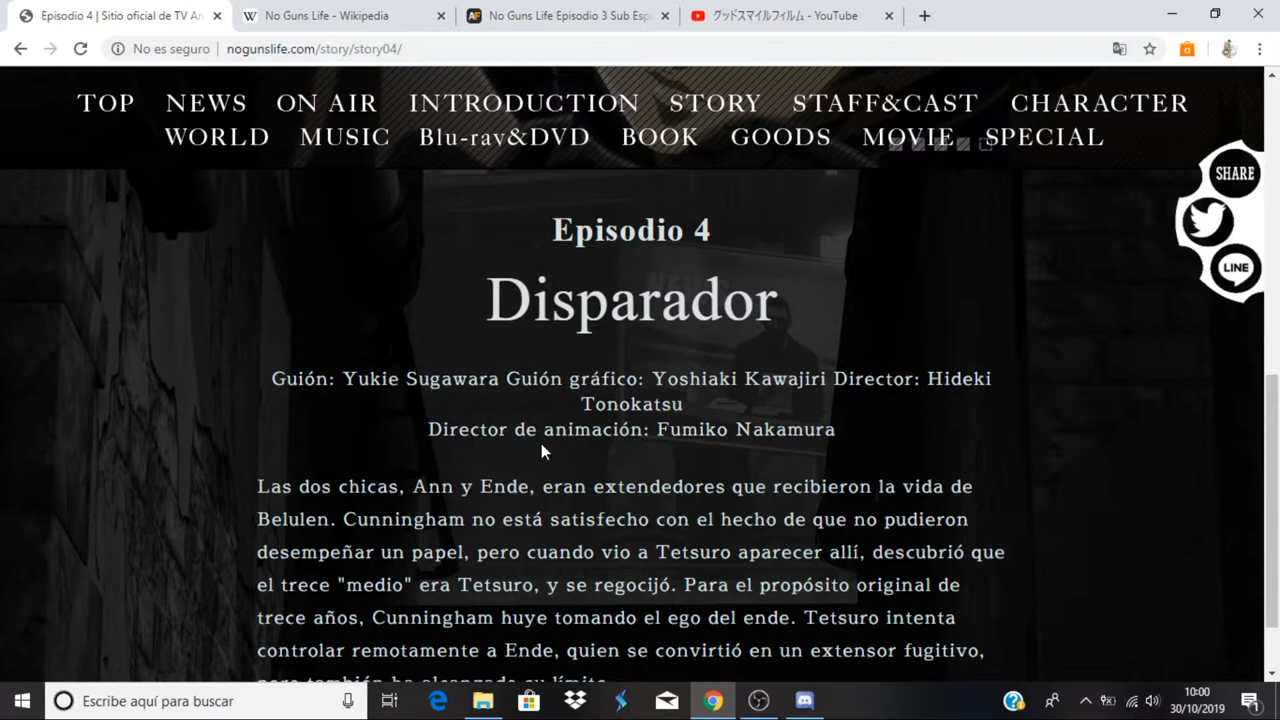 Episodio 4 | Sitio oficial de TV An
No Guns Life - Wikipedia
No Guns Life Episodio 3 Sub Esp
グッドスマイルフィルム - YouTube
No es seguro
nogunslife.com/story/story04/
TOP NEWS ON AIR INTRODUCTION STORY STAFF&CAST CHARACTER
WORLD MUSIC Blu-ray&DVD BOOK GOODS MOVIE SPECIAL
SHARE
LINE
Episodio 4
Disparador
Guión: Yukie Sugawara Guión gráfico: Yoshiaki Kawajiri Director: Hideki
Tonokatsu
Director de animación: Fumiko Nakamura
Las dos chicas, Ann y Ende, eran extendedores que recibieron la vida de
Belulen. Cunningham no está satisfecho con el hecho de que no pudieron
desempeñar un papel, pero cuando vio a Tetsuro aparecer allí, descubrió que
el trece "medio" era Tetsuro, y se regocijó. Para el propósito original de
trece años, Cunningham huye tomando el ego del ende. Tetsuro intenta
controlar remotamente a Ende, quien se convirtió en un extensor fugitivo,
pero también ha alcanzado su límite.
Escribe aquí para buscar
10:00
30/10/2019